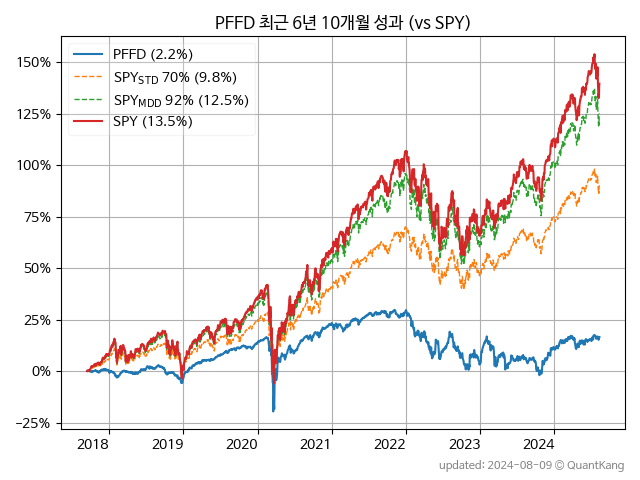 PFFD 최근 6년 10개월 성과 (vs SPY)
PFFD (2.2%)
SPY_STD 70% (9.8%)
SPY_MDD 92% (12.5%)
SPY (13.5%)
150%
125%
100%
75%
50%
25%
0%
−25%
2018 2019 2020 2021 2022 2023 2024
updated: 2024-08-09 © QuantKang